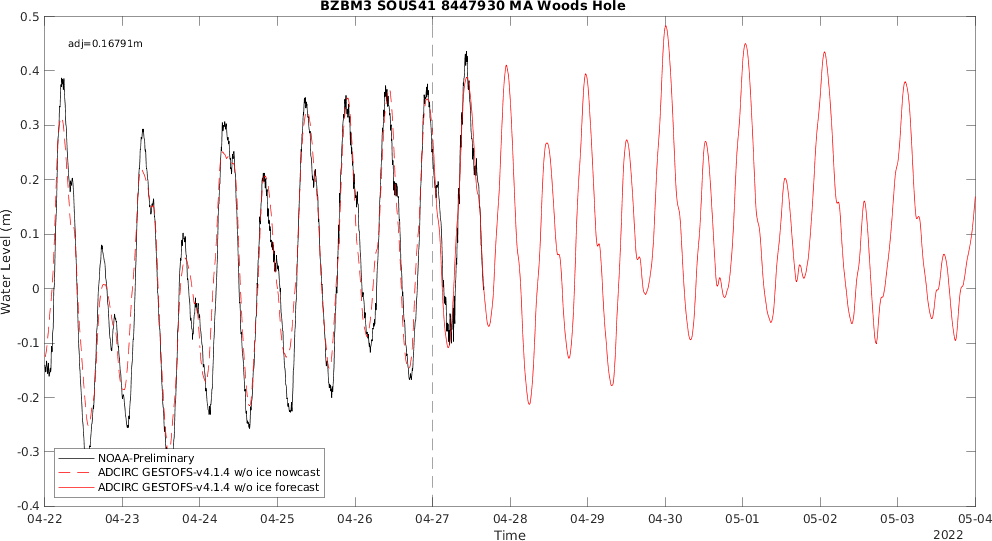 BZBM3 SOUS41 8447930 MA Woods Hole
adj=0.16791m
Water Level (m)
0.5
0.4
0.3
0.2
0.1
0
-0.1
-0.2
-0.3
-0.4
NOAA-Preliminary
ADCIRC GESTOFS-v4.1.4 w/o ice nowcast
ADCIRC GESTOFS-v4.1.4 w/o ice forecast
04-22 04-23 04-24 04-25 04-26 04-27 04-28 04-29 04-30 05-01 05-02 05-03 05-04
Time
2022